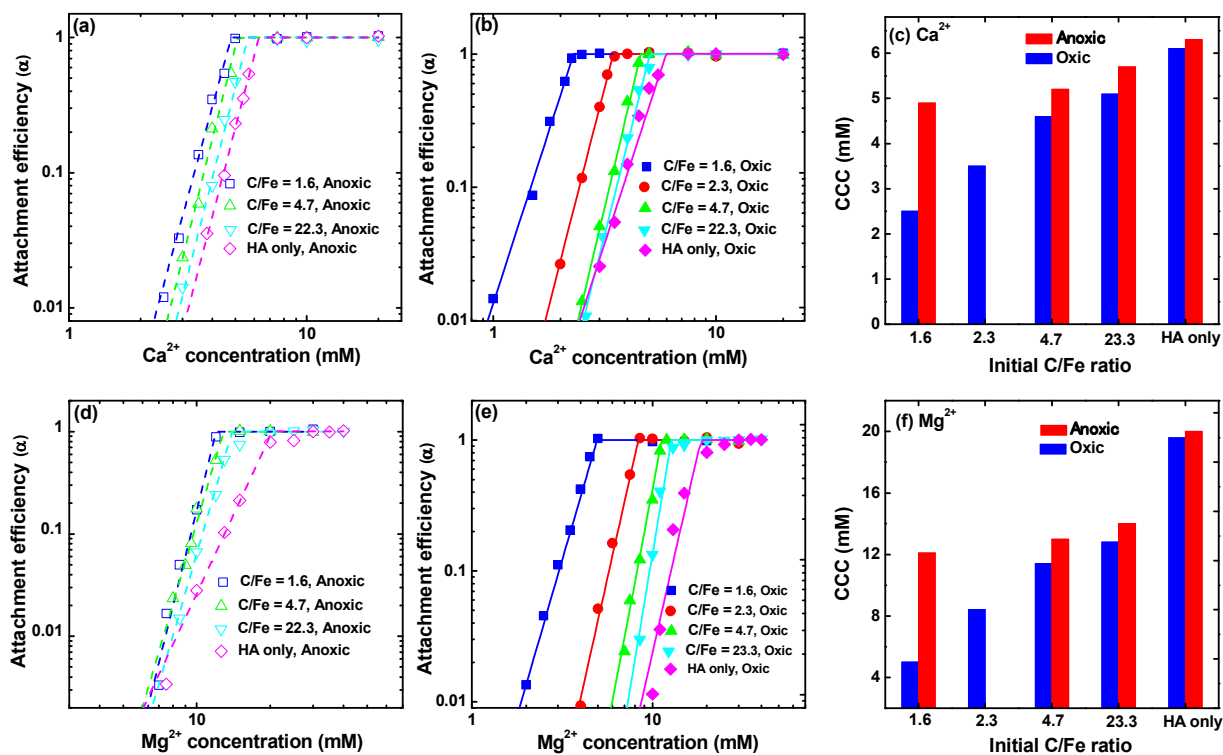 (a)
Attachment efficiency (α)
1
0.1
0.01
C/Fe = 1.6, Anoxic
C/Fe = 4.7, Anoxic
C/Fe = 22.3, Anoxic
HA only, Anoxic
1
10
Ca²⁺ concentration (mM)
(b)
Attachment efficiency (α)
1
0.1
0.01
C/Fe = 1.6, Oxic
C/Fe = 2.3, Oxic
C/Fe = 4.7, Oxic
C/Fe = 22.3, Oxic
HA only, Oxic
1
10
Ca²⁺ concentration (mM)
(c) Ca²⁺
Anoxic
Oxic
CCC (mM)
6
5
4
3
2
1
0
1.6
2.3
4.7
23.3
HA only
Initial C/Fe ratio
(d)
Attachment efficiency (α)
1
0.1
0.01
C/Fe = 1.6, Anoxic
C/Fe = 4.7, Anoxic
C/Fe = 22.3, Anoxic
HA only, Anoxic
10
Mg²⁺ concentration (mM)
(e)
Attachment efficiency (α)
1
0.1
0.01
C/Fe = 1.6, Oxic
C/Fe = 2.3, Oxic
C/Fe = 4.7, Oxic
C/Fe = 23.3, Oxic
HA only, Oxic
1
10
Mg²⁺ concentration (mM)
(f) Mg²⁺
Anoxic
Oxic
CCC (mM)
20
16
12
8
4
1.6
2.3
4.7
23.3
HA only
Initial C/Fe ratio